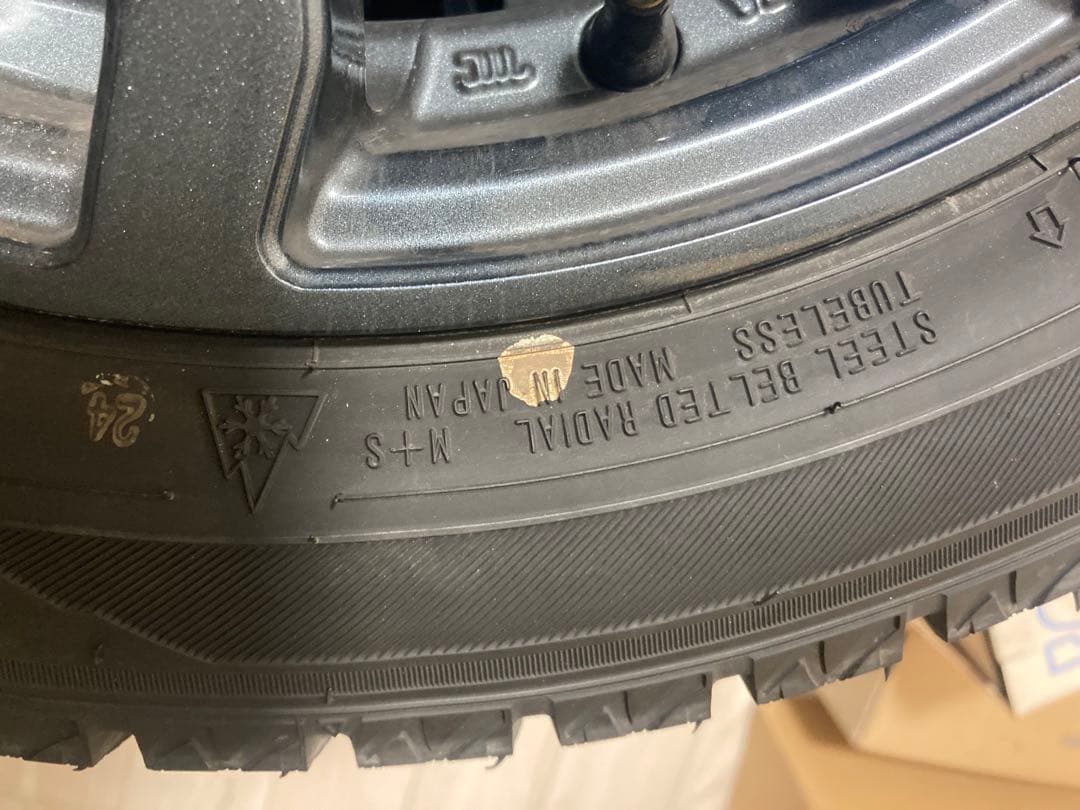 STEEL BELTED RADIAL M+S
TUBELESS MADE IN JAPAN
24